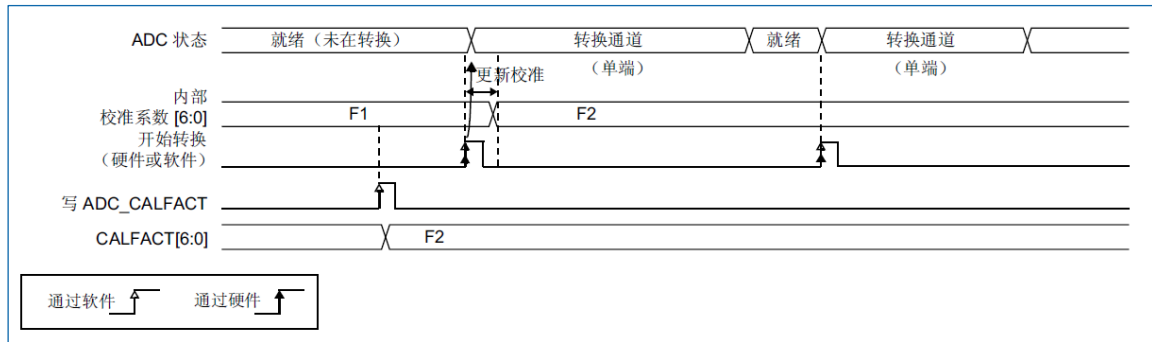 ADC 状态
就绪（未在转换）
转换通道
就绪
转换通道
（单端）
（单端）
更新校准
内部
校准系数 [6:0]
F1
F2
开始转换
（硬件或软件）
写 ADC_CALFACT
CALFACT[6:0]
F2
通过软件
通过硬件